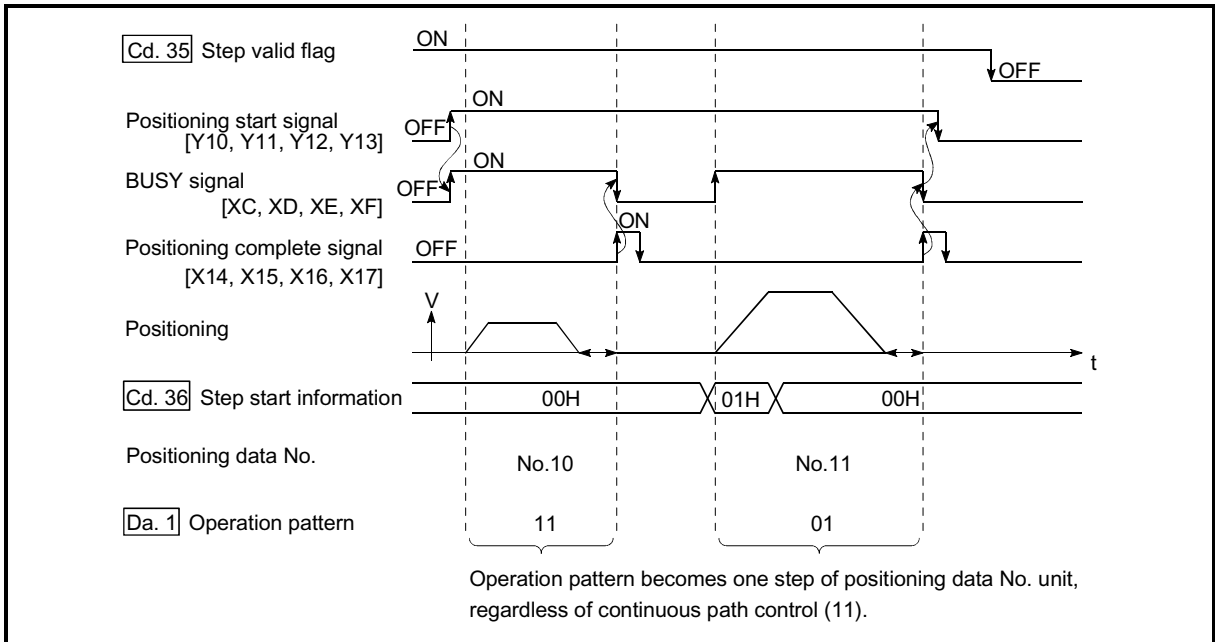 Cd. 35 Step valid flag
ON
OFF
Positioning start signal
[Y10, Y11, Y12, Y13]
OFF
ON
BUSY signal
[XC, XD, XE, XF]
OFF
ON
Positioning complete signal
[X14, X15, X16, X17]
OFF
ON
Positioning
V
t
Cd. 36 Step start information
00H
01H
00H
Positioning data No.
No.10
No.11
Da. 1 Operation pattern
11
01
Operation pattern becomes one step of positioning data No. unit,
regardless of continuous path control (11).